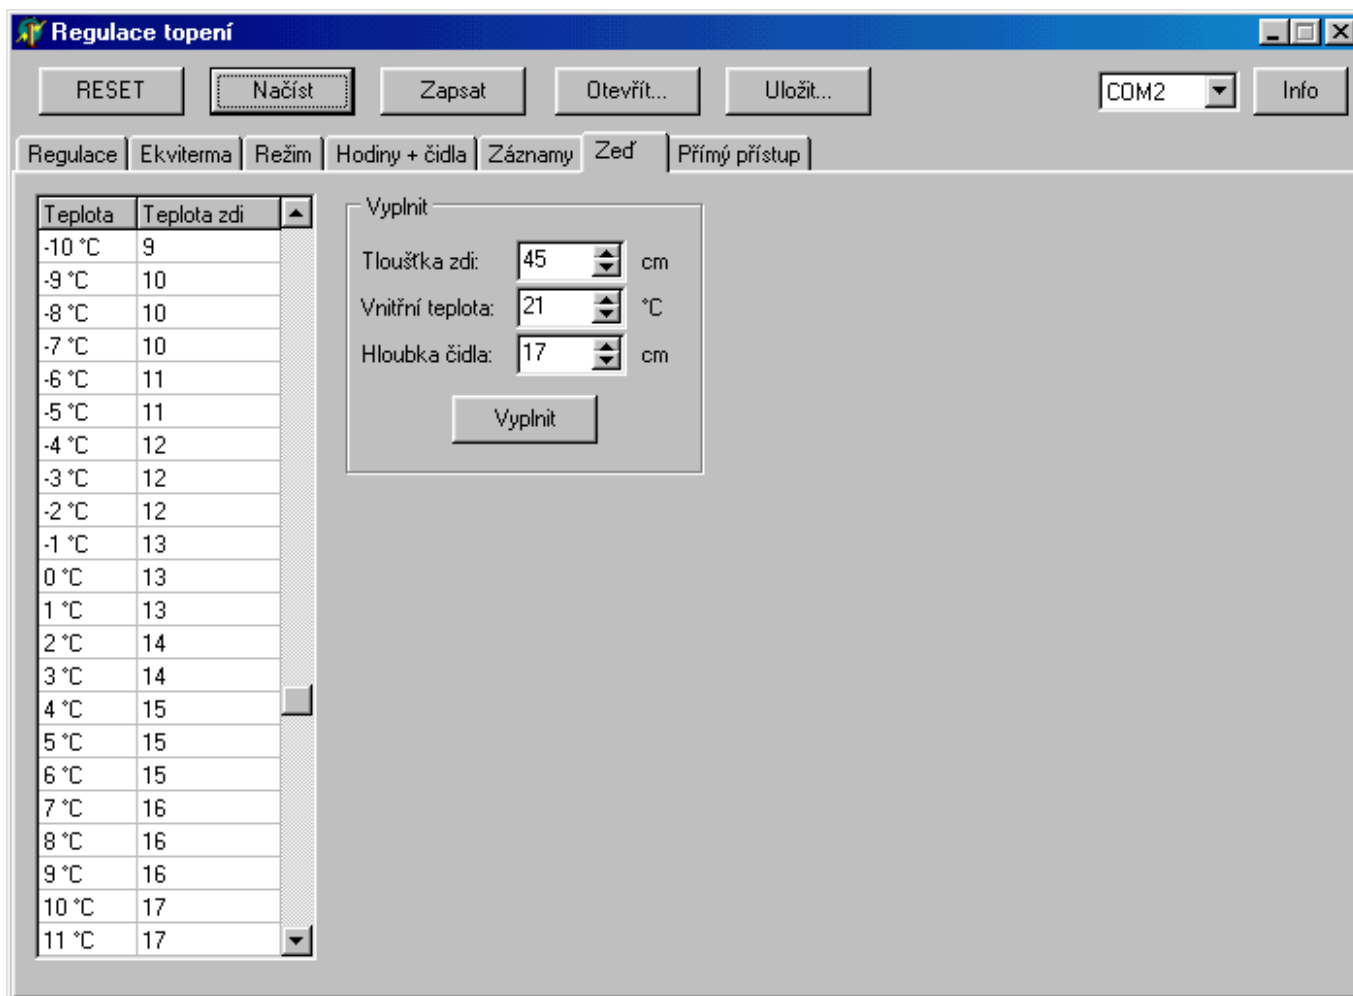 Regulace topení
RESET Načíst Zapsat Otevřít... Uložit... COM2 Info
Regulace Ekviterma Režim Hodiny + čidla Záznamy Zeď Přímý přístup
Teplota Teplota zdi Vyplnit
-10 °C 9
-9 °C 10
-8 °C 10
-7 °C 10
-6 °C 11
-5 °C 11
-4 °C 12
-3 °C 12
-2 °C 12
-1 °C 13
0 °C 13
1 °C 13
2 °C 14
3 °C 14
4 °C 15
5 °C 15
6 °C 15
7 °C 16
8 °C 16
9 °C 16
10 °C 17
11 °C 17
Tloušťka zdi: 45 cm
Vnitřní teplota: 21 °C
Hloubka čidla: 17 cm
Vyplnit